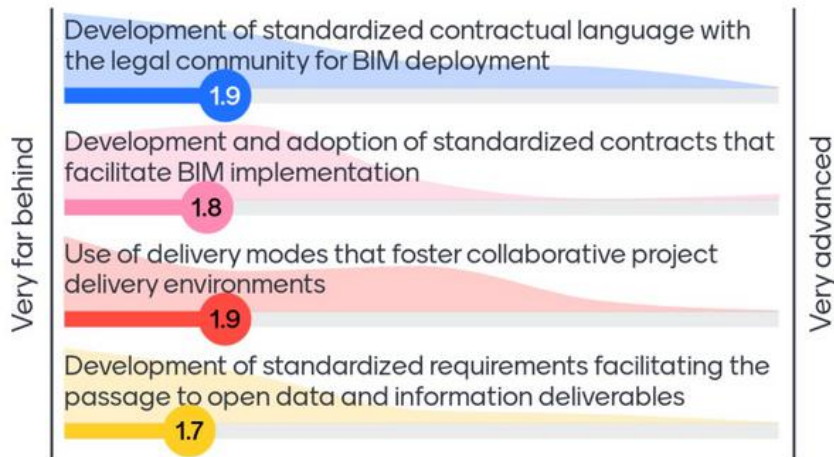 Very far behind
Development of standardized contractual language with
the legal community for BIM deployment
1.9
Development and adoption of standardized contracts that
facilitate BIM implementation
1.8
Use of delivery modes that foster collaborative project
delivery environments
1.9
Development of standardized requirements facilitating the
passage to open data and information deliverables
1.7
Very advanced